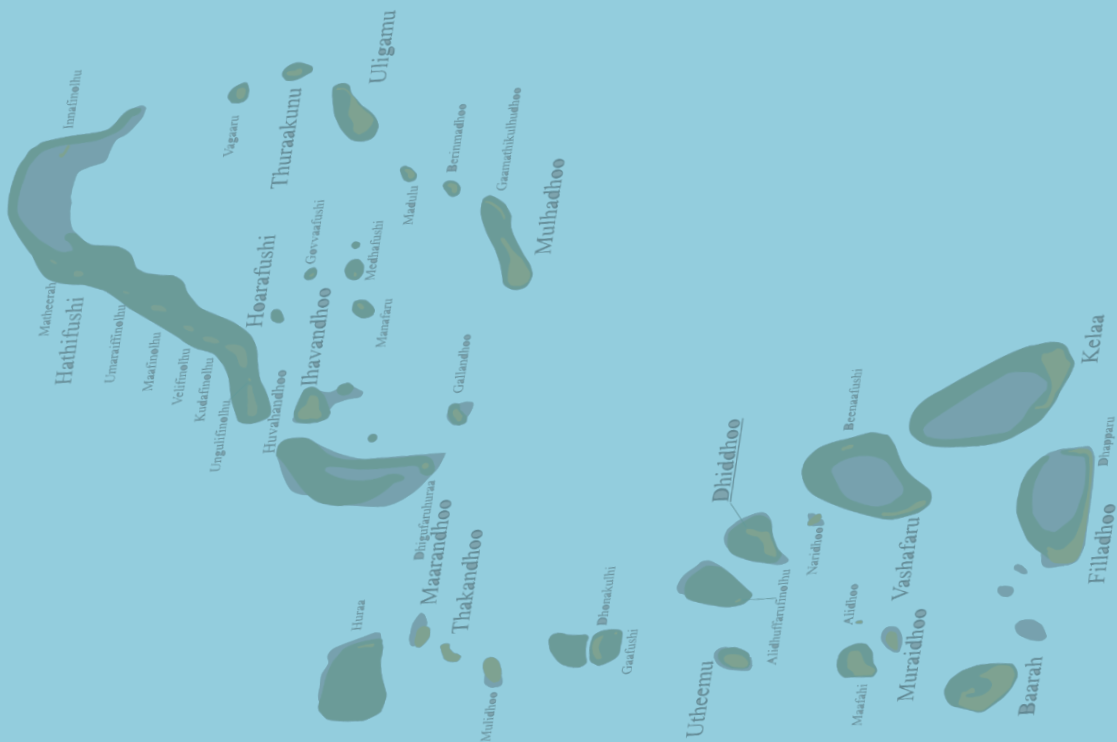 Innafinolhu
Vagaaru
Thuraakunu
Uligamu
Berinmadhoo
Gaamathikulhudhoo
Madulu
Mulhadhoo
Matheerah
Hathifushi
Umaraiffinolhu
Maafinolhu
Velifinolhu
Kudafinolhu
Ungulifinolhu
Hoarafushi
Govvaafushi
Medhafushi
Manafaru
Huvahandhoo
Ihavandhoo
Gallandhoo
Dhigufaruhuraa
Maarandhoo
Thakandhoo
Huraa
Mulidhoo
Dhonakulhi
Gaafushi
Dhiddhoo
Utheemu
Alidhuffarufinolhu
Naridhoo
Beenaafushi
Kelaa
Vashafaru
Dhapparu
Filladhoo
Alidhoo
Maafahi
Muraidhoo
Baarah